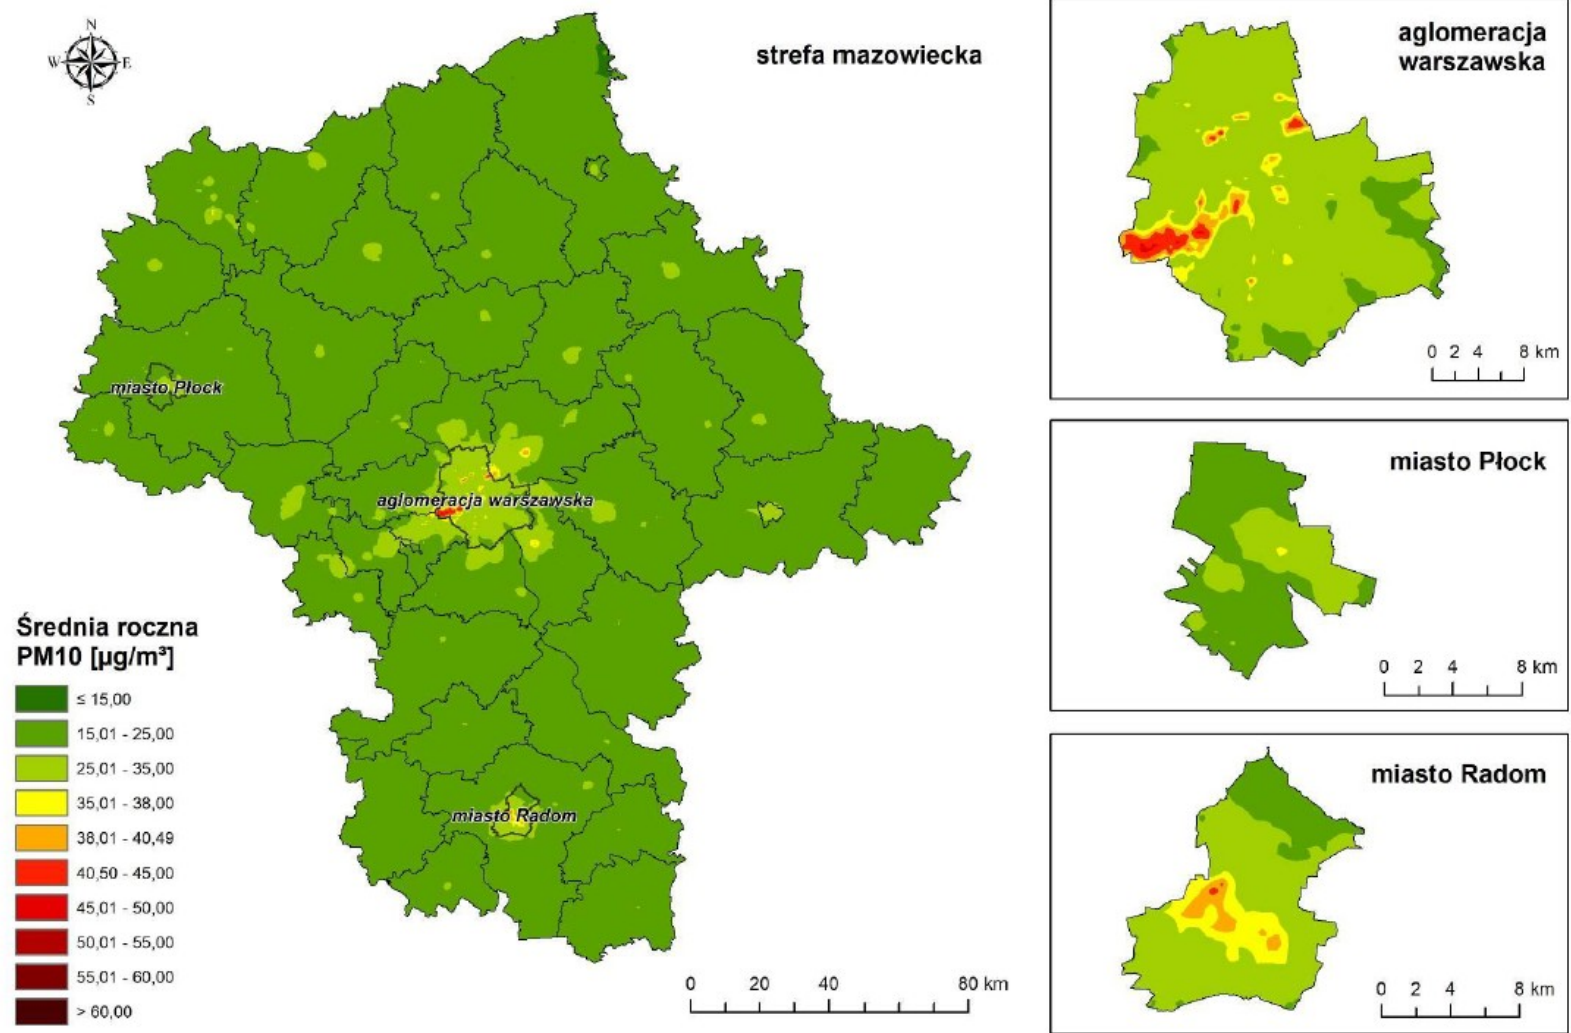 N
W
E
S
strefa mazowiecka
miasto Płock
aglomeracja warszawska
miasto Radom
Średnia roczna
PM10 [µg/m³]
≤ 15,00
15,01 - 25,00
25,01 - 35,00
35,01 - 38,00
38,01 - 40,49
40,50 - 45,00
45,01 - 50,00
50,01 - 55,00
55,01 - 60,00
> 60,00
0 20 40 80 km
aglomeracja
warszawska
0 2 4 8 km
miasto Płock
0 2 4 8 km
miasto Radom
0 2 4 8 km